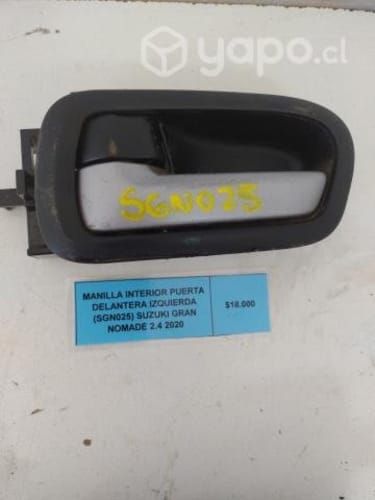 yapo.cl
SGN025
MANILLA INTERIOR PUERTA
DELANTERA IZQUIERDA
(SGN025) SUZUKI GRAN
NOMADE 2.4 2020
$18.000